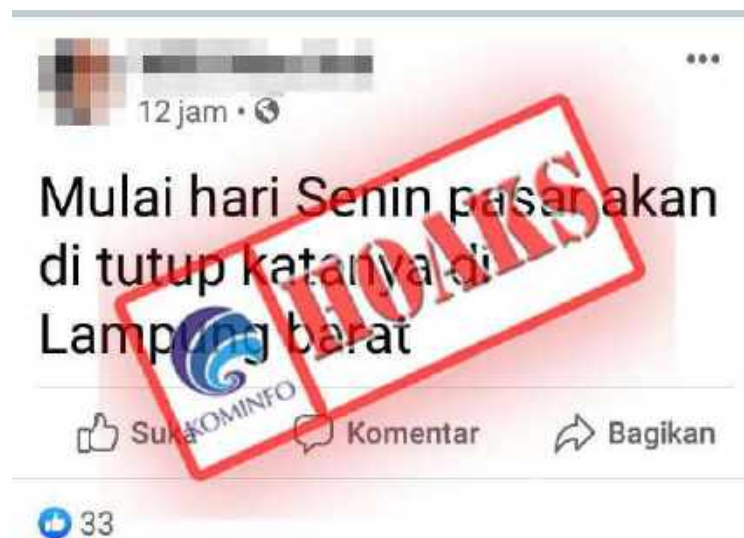 12 jam
Mulai hari Senin pasar akan
di tutup katanya di
Lampung barat
HOAKS
KOMINFO
Suka
Komentar
Bagikan
33